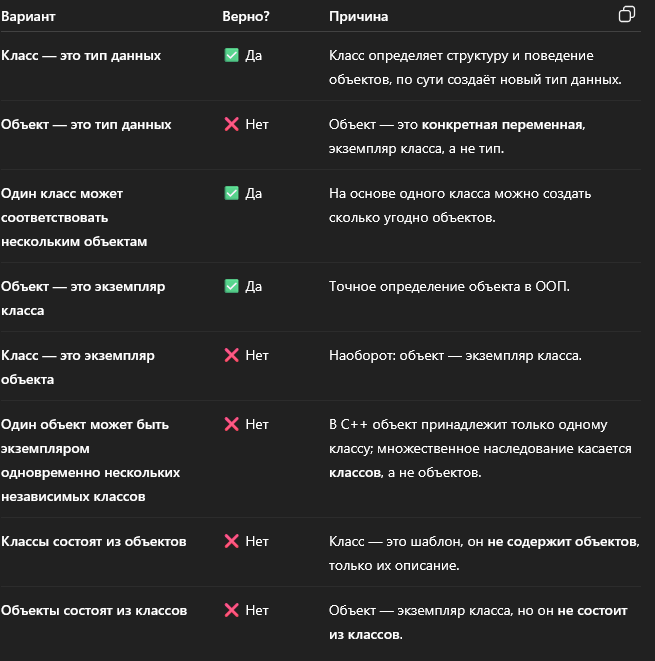 Вариант Верно? Причина
Класс — это тип данных ✅ Да Класс определяет структуру и поведение
объектов, по сути создаёт новый тип данных.
Объект — это тип данных ❌ Нет Объект — это конкретная переменная,
экземпляр класса, а не тип.
Один класс может ✅ Да На основе одного класса можно создать
соответствовать сколько угодно объектов.
нескольким объектам
Объект — это экземпляр ✅ Да Точное определение объекта в ООП.
класса
Класс — это экземпляр ❌ Нет Наоборот: объект — экземпляр класса.
объекта
Один объект может быть ❌ Нет В C++ объект принадлежит только одному
экземпляром классу; множественное наследование касается
одновременно нескольких классов, а не объектов.
независимых классов
Классы состоят из объектов ❌ Нет Класс — это шаблон, он не содержит объектов,
только их описание.
Объекты состоят из классов ❌ Нет Объект — экземпляр класса, но он не состоит
из классов.